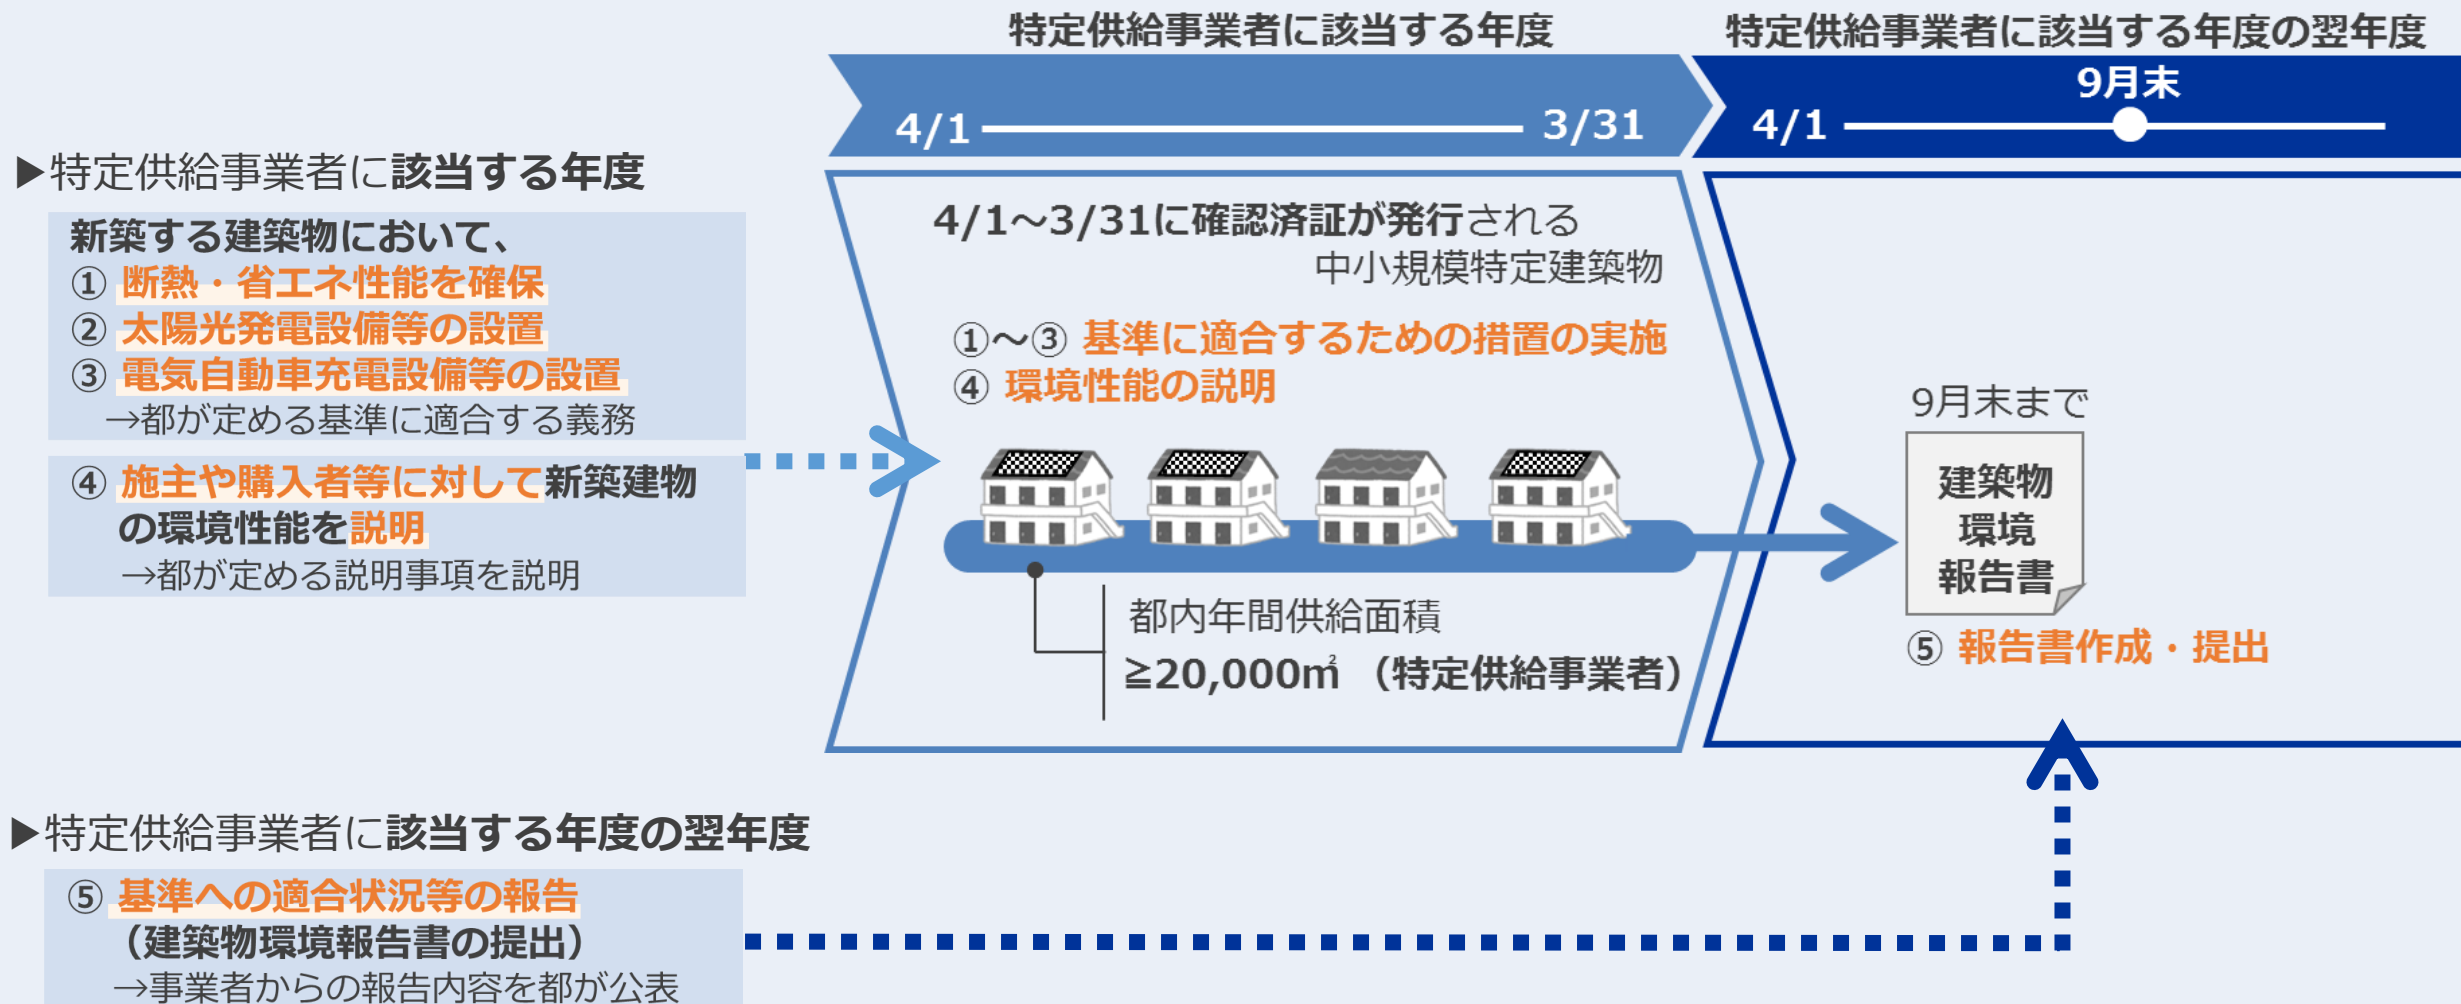 特定供給事業者に該当する年度
特定供給事業者に該当する年度の翌年度
4/1
3/31
4/1
9月末
▶特定供給事業者に該当する年度
新築する建築物において、
① 断熱・省エネ性能を確保
② 太陽光発電設備等の設置
③ 電気自動車充電設備等の設置
→都が定める基準に適合する義務
④ 施主や購入者等に対して新築建物
の環境性能を説明
→都が定める説明事項を説明
4/1～3/31に確認済証が発行される
中小規模特定建築物
①～③ 基準に適合するための措置の実施
④ 環境性能の説明
都内年間供給面積
≧20,000㎡ （特定供給事業者）
9月末まで
建築物
環境
報告書
⑤ 報告書作成・提出
▶特定供給事業者に該当する年度の翌年度
⑤ 基準への適合状況等の報告
（建築物環境報告書の提出）
→事業者からの報告内容を都が公表